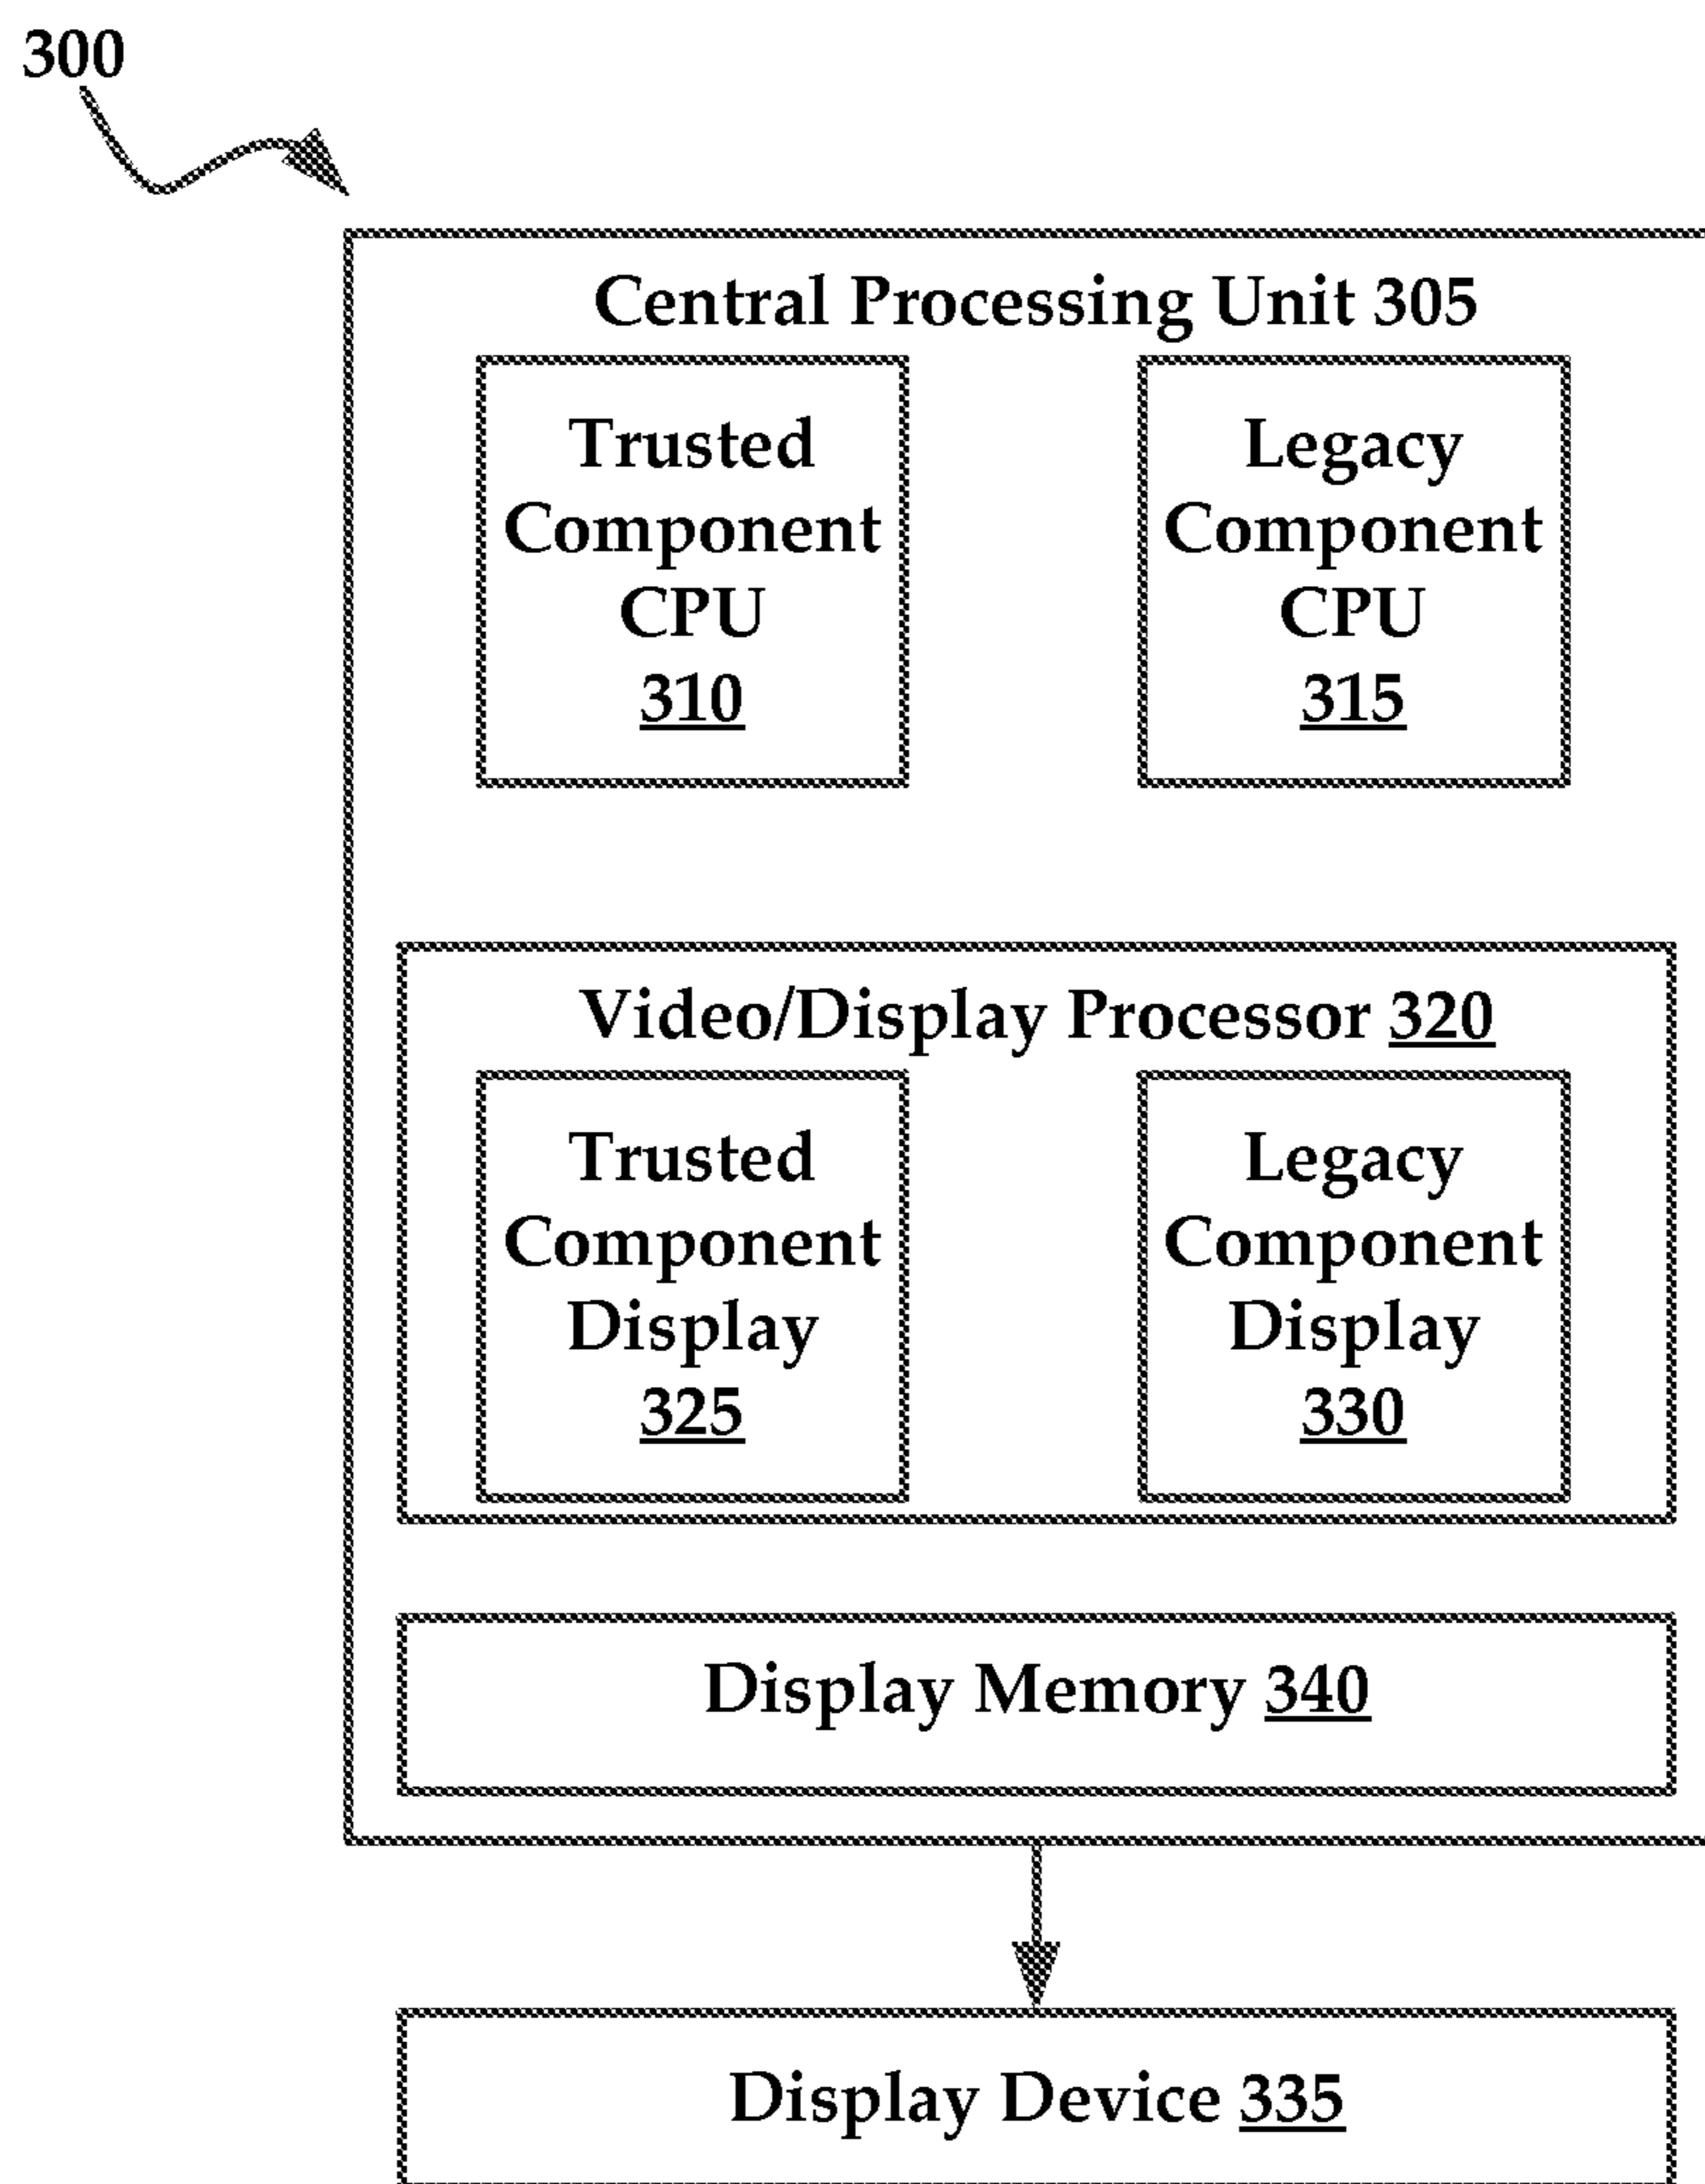 300
Central Processing Unit 305
Trusted
Component
CPU
310
Legacy
Component
CPU
315
Video/Display Processor 320
Trusted
Component
Display
325
Legacy
Component
Display
330
Display Memory 340
Display Device 335